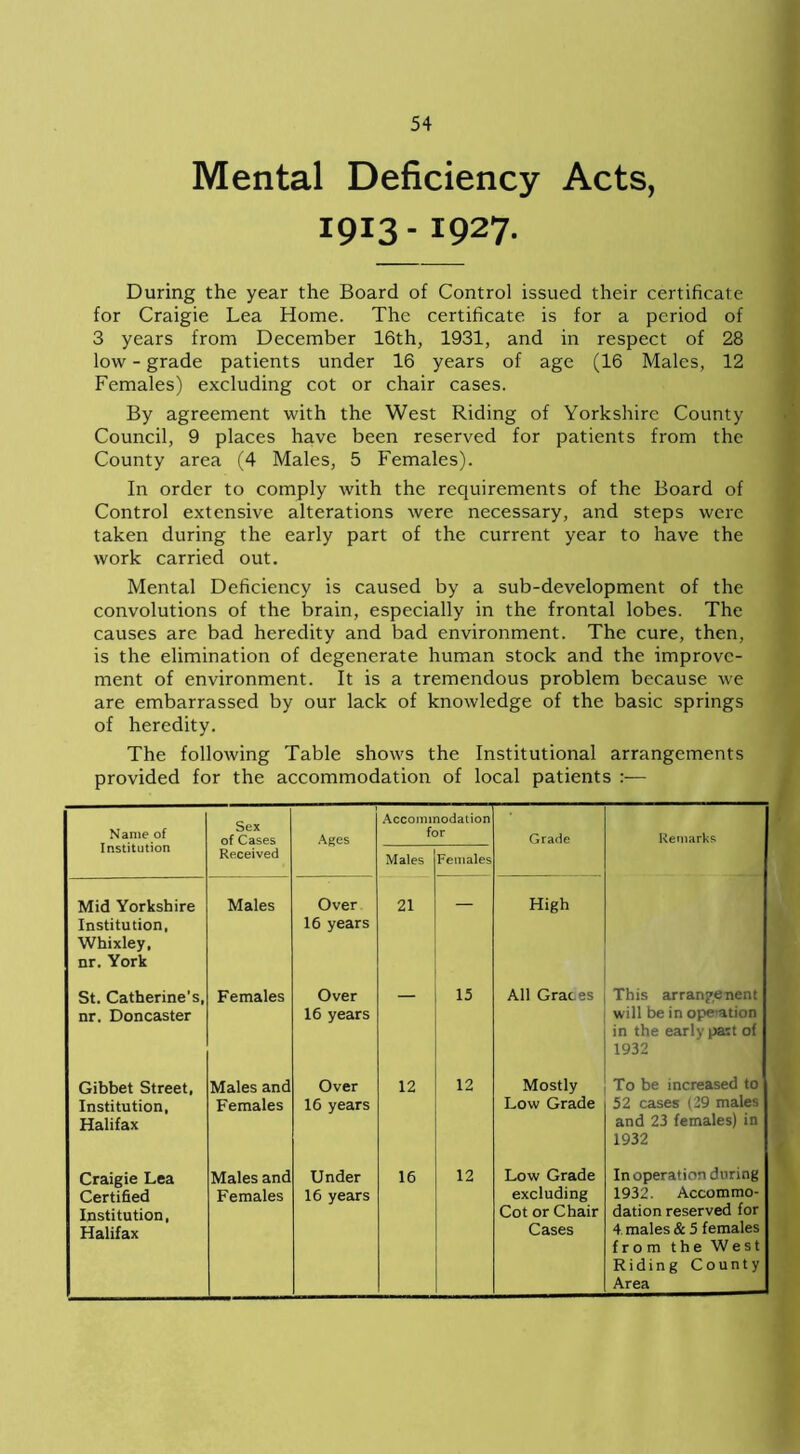 54
Mental Deficiency Acts,
1913 - 1927.
During the year the Board of Control issued their certificate
for Craigie Lea Home. The certificate is for a period of
3 years from December 16th, 1931, and in respect of 28
low - grade patients under 16 years of age (16 Males, 12
Females) excluding cot or chair cases.
By agreement with the West Riding of Yorkshire County
Council, 9 places have been reserved for patients from the
County area (4 Males, 5 Females).
In order to comply with the requirements of the Board of
Control extensive alterations were necessary, and steps were
taken during the early part of the current year to have the
work carried out.
Mental Deficiency is caused by a sub-development of the
convolutions of the brain, especially in the frontal lobes. The
causes are bad heredity and bad environment. The cure, then,
is the elimination of degenerate human stock and the improve-
ment of environment. It is a tremendous problem because we
are embarrassed by our lack of knowledge of the basic springs
of heredity.
The following Table shows the Institutional arrangements
provided for the accommodation of local patients :—
Name of
Institution
Sex
of Cases
Received
Ages
Accommodation
for
Males
Females
Grade
Remarks
Mid Yorkshire
Institution,
Whixley,
nr. York
Males
Over
16 years
21
—
High
St. Catherine's,
nr. Doncaster
Females
Over
16 years
—
15
All Grades
This arrangement
will be in operation
in the early part of
1932
Gibbet Street,
Institution,
Halifax
Males and
Females
Over
16 years
12
12
Mostly
Low Grade
To be increased to
52 cases (29 males
and 23 females) in
1932
Craigie Lea
Certified
Institution,
Halifax
Males and
Females
Under
16 years
16
12
Low Grade
excluding
Cot or Chair
Cases
In operation during
1932. Accommo-
dation reserved for
4 males & 5 females
from the West
Riding County
Area